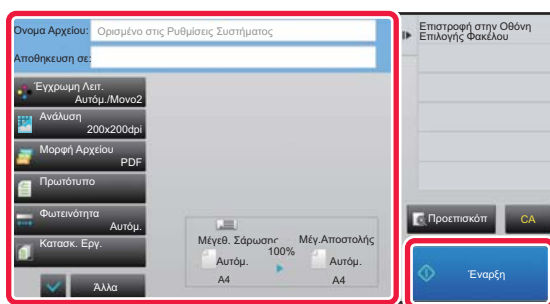 Όνομα Αρχείου: Ορισμένο στις Ρυθμίσεις Συστήματος
Αποθηκευση σε:
Έγχρωμη Λειτ.
Αυτόμ./Μονο2
Ανάλυση
200x200dpi
Μορφή Αρχείου
PDF
Πρωτότυπο
Φωτεινότητα
Αυτόμ.
Κατασκ. Εργ.
Άλλα
Μέγεθ. Σάρωσης
100%
Μέγ.Αποστολής
Αυτόμ.
Αυτόμ.
A4
A4
Επιστροφή στην Οθόνη
Επιλογής Φακέλου
Προεπισκόπ
CA
Έναρξη